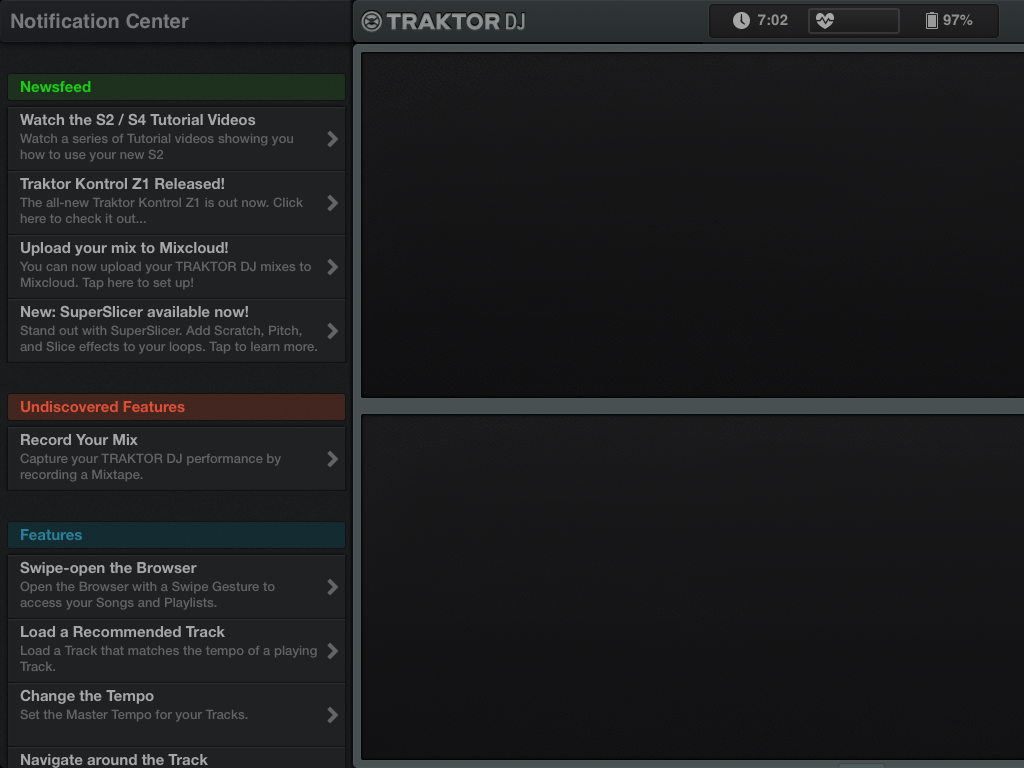 Notification Center
TRAKTOR DJ
7:02
97%
Newsfeed
Watch the S2 / S4 Tutorial Videos
Watch a series of Tutorial videos showing you
how to use your new S2
Traktor Kontrol Z1 Released!
The all-new Traktor Kontrol Z1 is out now. Click
here to check it out...
Upload your mix to Mixcloud!
You can now upload your TRAKTOR DJ mixes to
Mixcloud. Tap here to set up!
New: SuperSlicer available now!
Stand out with SuperSlicer. Add Scratch, Pitch,
and Slice effects to your loops. Tap to learn more.
Undiscovered Features
Record Your Mix
Capture your TRAKTOR DJ performance by
recording a Mixtape.
Features
Swipe-open the Browser
Open the Browser with a Swipe Gesture to
access your Songs and Playlists.
Load a Recommended Track
Load a Track that matches the tempo of a playing
Track.
Change the Tempo
Set the Master Tempo for your Tracks.
Navigate around the Track